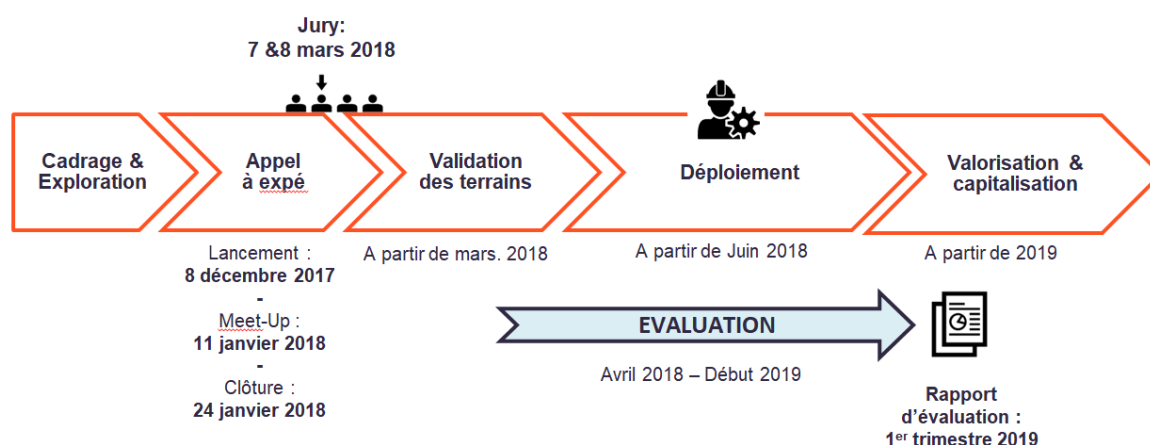 Jury:
7 &8 mars 2018
Cadrage &
Exploration
Appel
à expé
Validation
des terrains
Déploiement
Valorisation &
capitalisation
Lancement :
8 décembre 2017
-
Meet-Up :
11 janvier 2018
-
Clôture :
24 janvier 2018
A partir de mars. 2018
A partir de Juin 2018
A partir de 2019
EVALUATION
Avril 2018 – Début 2019
Rapport
d'évaluation :
1er trimestre 2019